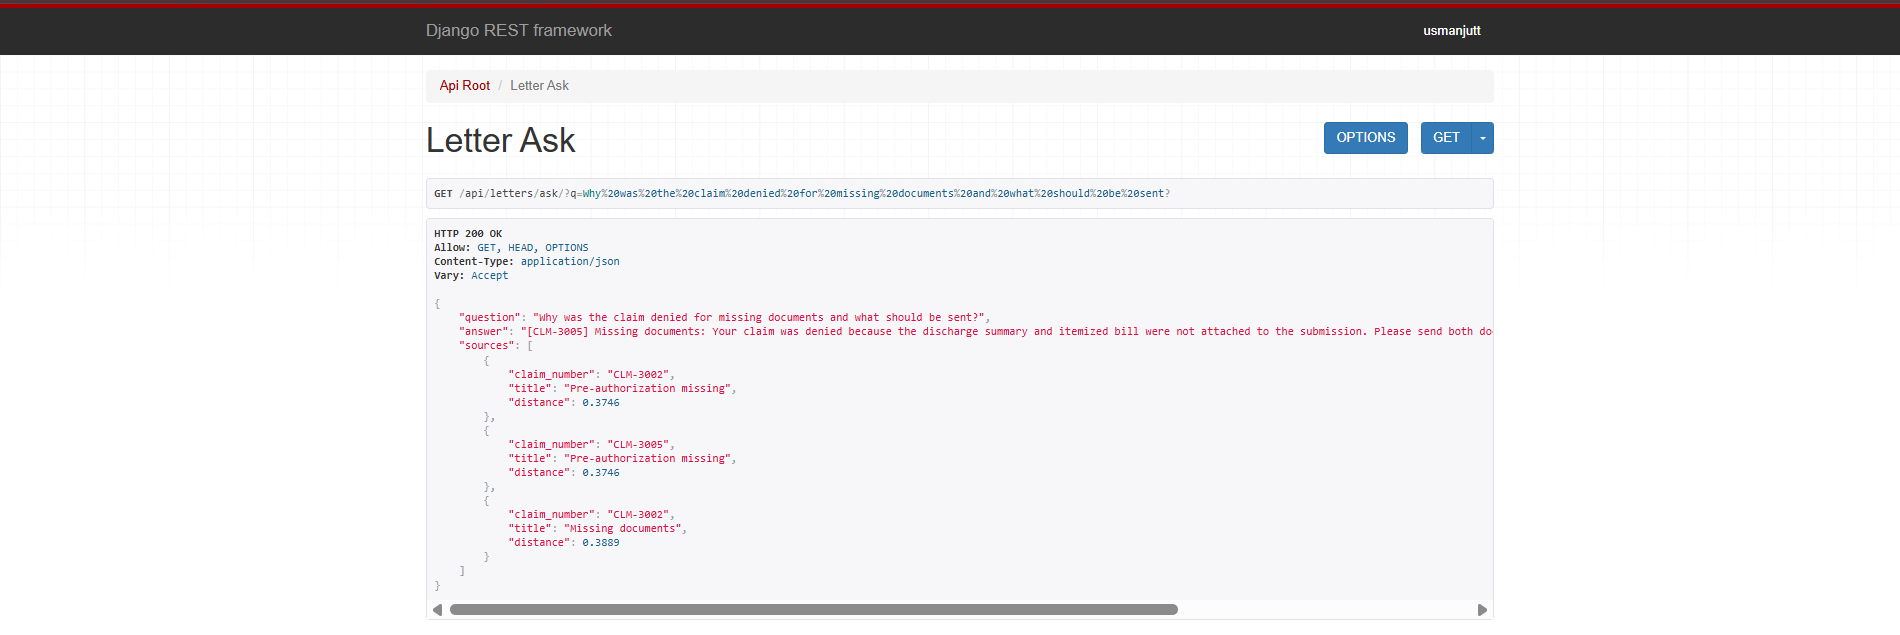 Django REST framework
usmanjutt
Api Root / Letter Ask
Letter Ask
OPTIONS
GET
GET /api/letters/ask/?q=Why%20was%20the%20claim%20denied%20for%20missing%20documents%20and%20what%20should%20be%20sent?
HTTP 200 OK
Allow: GET, HEAD, OPTIONS
Content-Type: application/json
Vary: Accept
{
"question": "Why was the claim denied for missing documents and what should be sent?",
"answer": "[CLM-3005] Missing documents: Your claim was denied because the discharge summary and itemized bill were not attached to the submission. Please send both do
"sources": [
{
"claim_number": "CLM-3002",
"title": "Pre-authorization missing",
"distance": 0.3746
},
{
"claim_number": "CLM-3005",
"title": "Pre-authorization missing",
"distance": 0.3746
},
{
"claim_number": "CLM-3002",
"title": "Missing documents",
"distance": 0.3889
}
]
}